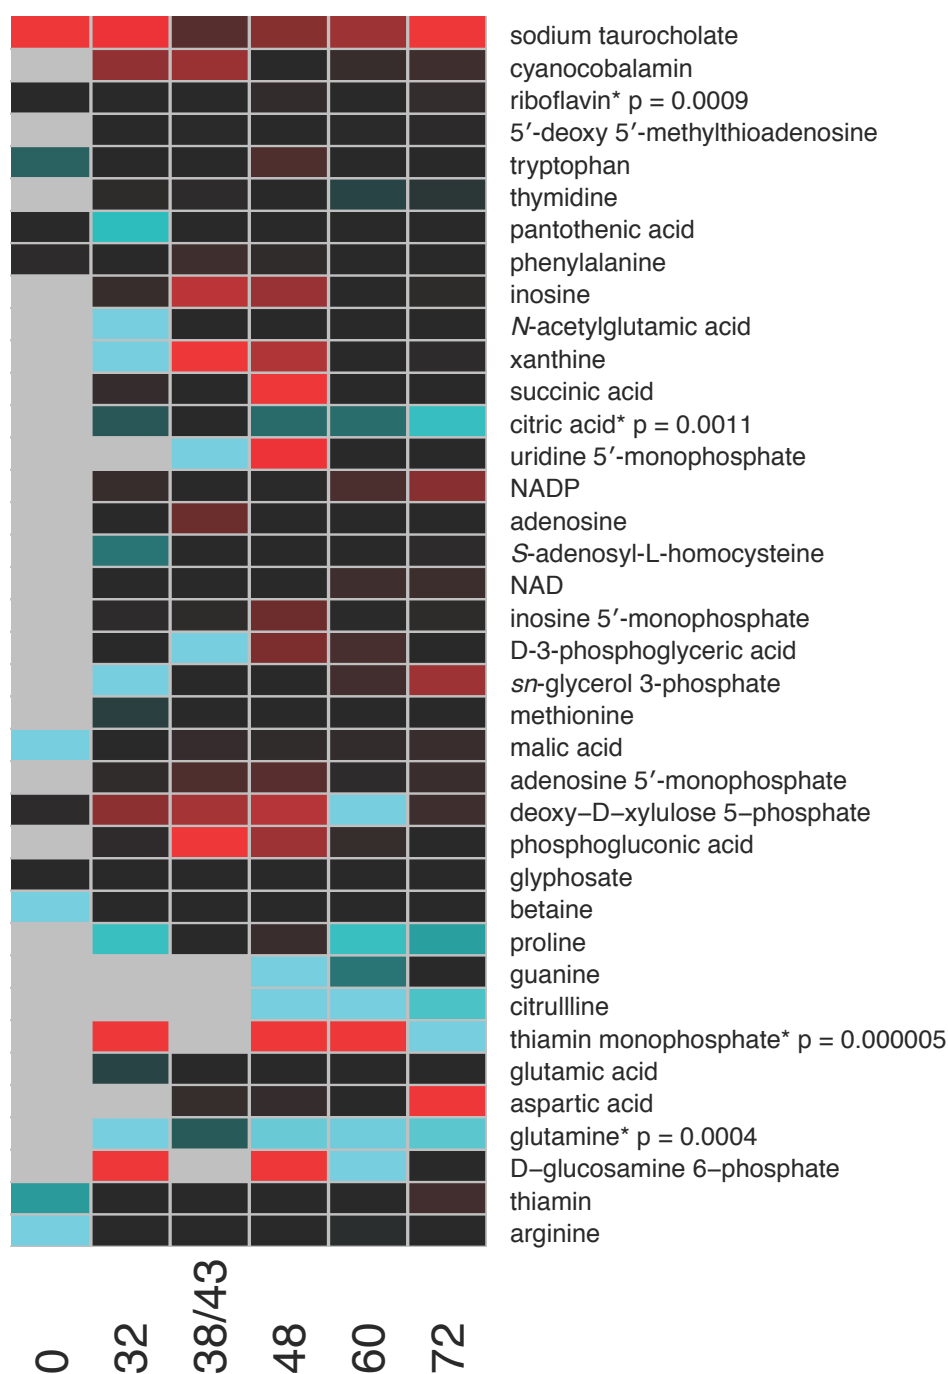 sodium taurocholate
cyanocobalamin
riboflavin* p = 0.0009
5′-deoxy 5′-methylthioadenosine
tryptophan
thymidine
pantothenic acid
phenylalanine
inosine
N-acetylglutamic acid
xanthine
succinic acid
citric acid* p = 0.0011
uridine 5′-monophosphate
NADP
adenosine
S-adenosyl-L-homocysteine
NAD
inosine 5′-monophosphate
D-3-phosphoglyceric acid
sn-glycerol 3-phosphate
methionine
malic acid
adenosine 5′-monophosphate
deoxy−D−xylulose 5−phosphate
phosphogluconic acid
glyphosate
betaine
proline
guanine
citrullline
thiamin monophosphate* p = 0.000005
glutamic acid
aspartic acid
glutamine* p = 0.0004
D−glucosamine 6−phosphate
thiamin
arginine
0 32 38/43 48 60 72